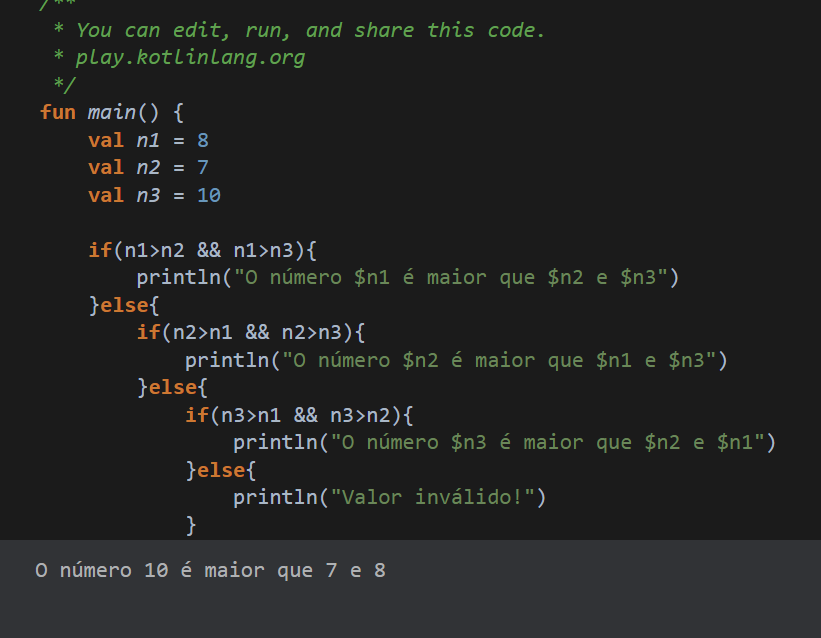 /**
 * You can edit, run, and share this code.
 * play.kotlinlang.org
 */
fun main() {
    val n1 = 8
    val n2 = 7
    val n3 = 10

    if(n1>n2 && n1>n3){
        println("O número $n1 é maior que $n2 e $n3")
    }else{
        if(n2>n1 && n2>n3){
            println("O número $n2 é maior que $n1 e $n3")
        }else{
            if(n3>n1 && n3>n2){
                println("O número $n3 é maior que $n2 e $n1")
            }else{
                println("Valor inválido!")
            }
O número 10 é maior que 7 e 8